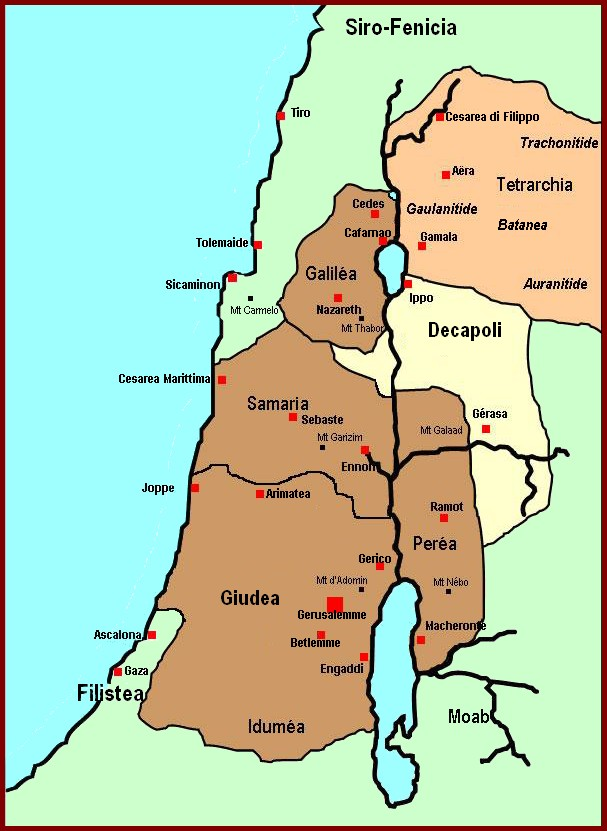 Siro-Fenicia
Tiro
Cesarea di Filippo
Trachonitide
Aëra
Tetrarchia
Cedes
Gaulanitide
Batanea
Cafarnao
Tolemaide
Gamala
Galiléa
Sicaminon
Auranitide
Ippo
Nazareth
Mt Carmelo
Mt Thabor
Decapoli
Cesarea Marittima
Samaria
Sebaste
Gérasa
Mt Galaad
Mt Garizim
Ennon
Joppe
Arimatea
Ramot
Peréa
Gerico
Mt d'Adomin
Mt Nébo
Giudea
Gerusalemme
Macheronte
Ascalona
Betlemme
Engaddi
Gaza
Filistea
Moab
Iduméa